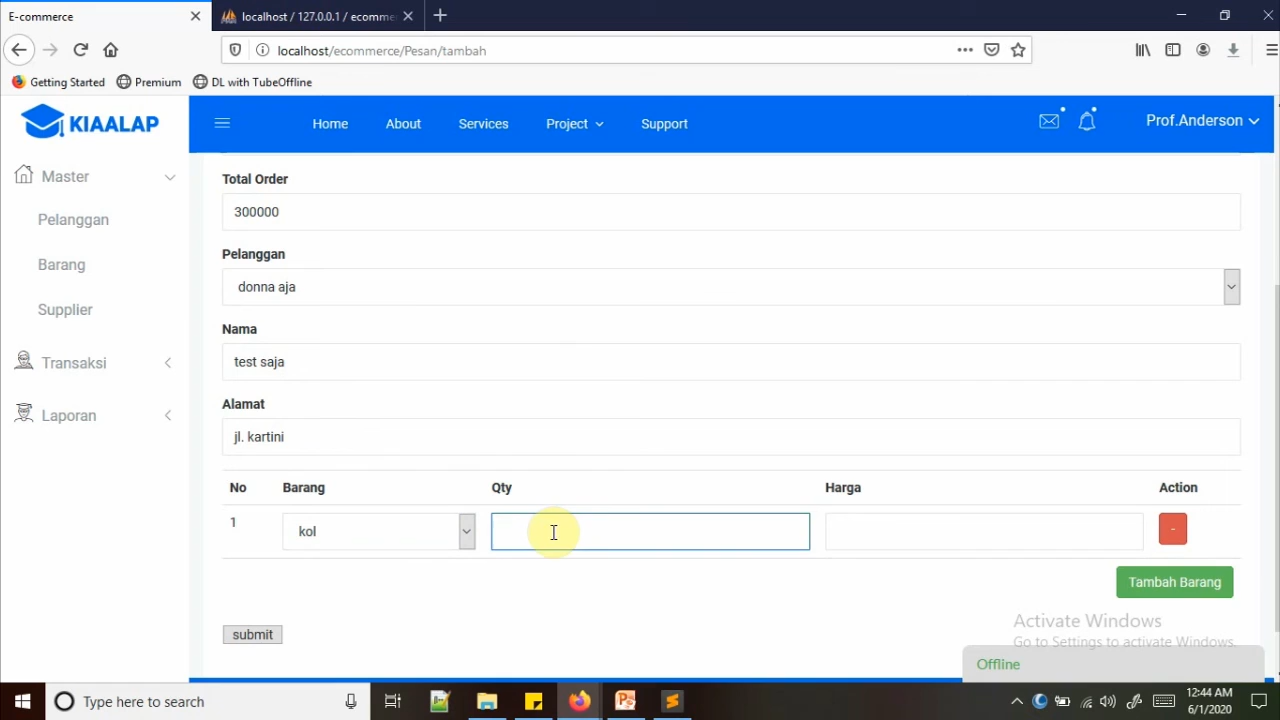 E-commerce
localhost / 127.0.0.1 / ecomme
localhost/ecommerce/Pesan/tambah
Getting Started
Premium
DL with TubeOffline
KIAALAP
Home
About
Services
Project
Support
Prof.Anderson
Master
Pelanggan
Barang
Supplier
Transaksi
Laporan
Total Order
300000
Pelanggan
donna aja
Nama
test saja
Alamat
jl. kartini
No Barang Qty Harga Action
1 kol -
Tambah Barang
submit
Activate Windows
Go to Settings to activate Windows.
Offline
Type here to search
12:44 AM
6/1/2020